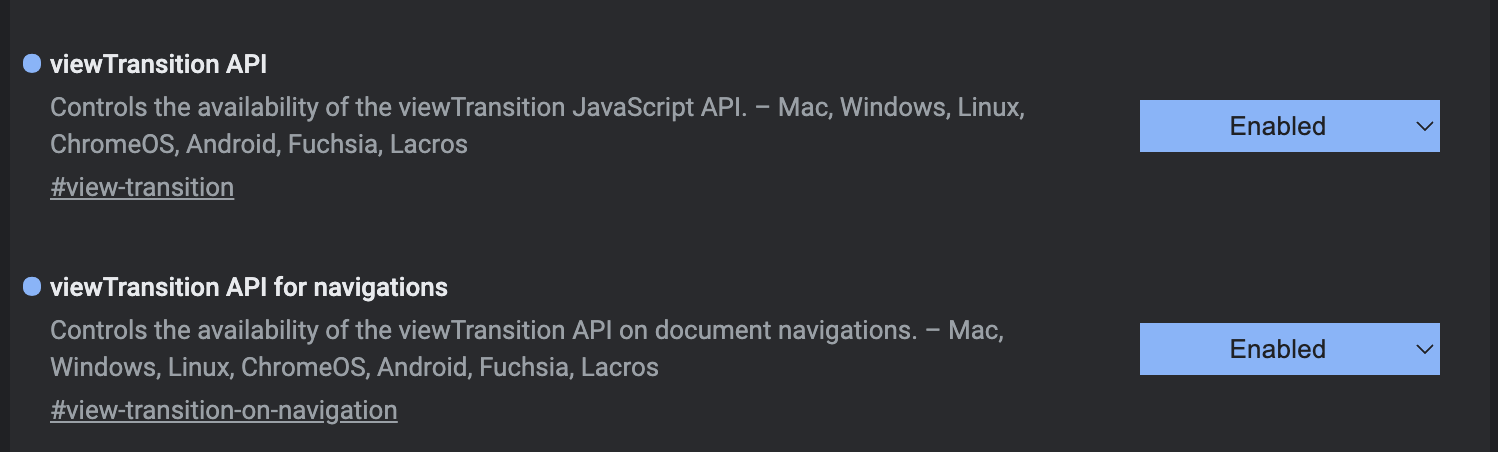 viewTransition API
Controls the availability of the viewTransition JavaScript API. – Mac, Windows, Linux,
ChromeOS, Android, Fuchsia, Lacros
#view-transition
Enabled
viewTransition API for navigations
Controls the availability of the viewTransition API on document navigations. – Mac,
Windows, Linux, ChromeOS, Android, Fuchsia, Lacros
#view-transition-on-navigation
Enabled